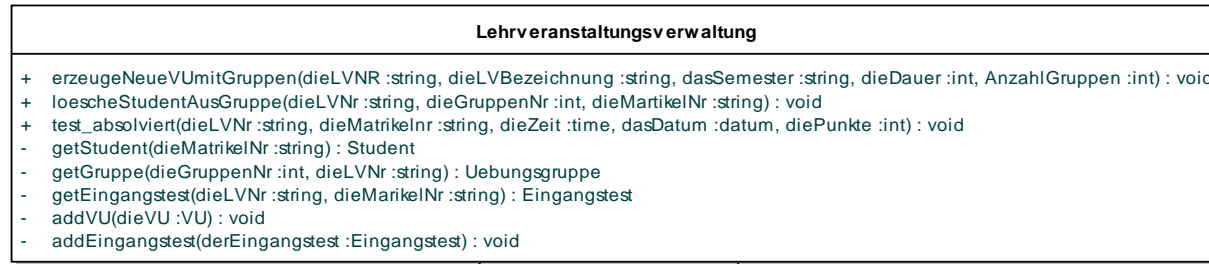 Lehrveranstaltungsverwaltung
+ erzeugeNeueVUmitGruppen(dieLVNR :string, dieLVBezeichnung :string, dasSemester :string, dieDauer :int, AnzahlGruppen :int) : void
+ loescheStudentAusGruppe(dieLVNr :string, dieGruppenNr :int, dieMartikelNr :string) : void
+ test_absolviert(dieLVNr :string, dieMatrikelnr :string, dieZeit :time, dasDatum :datum, diePunkte :int) : void
- getStudent(dieMatrikelNr :string) : Student
- getGruppe(dieGruppenNr :int, dieLVNr :string) : Uebungsgruppe
- getEingangstest(dieLVNr :string, dieMarikelNr :string) : Eingangstest
- addVU(dieVU :VU) : void
- addEingangstest(derEingangstest :Eingangstest) : void